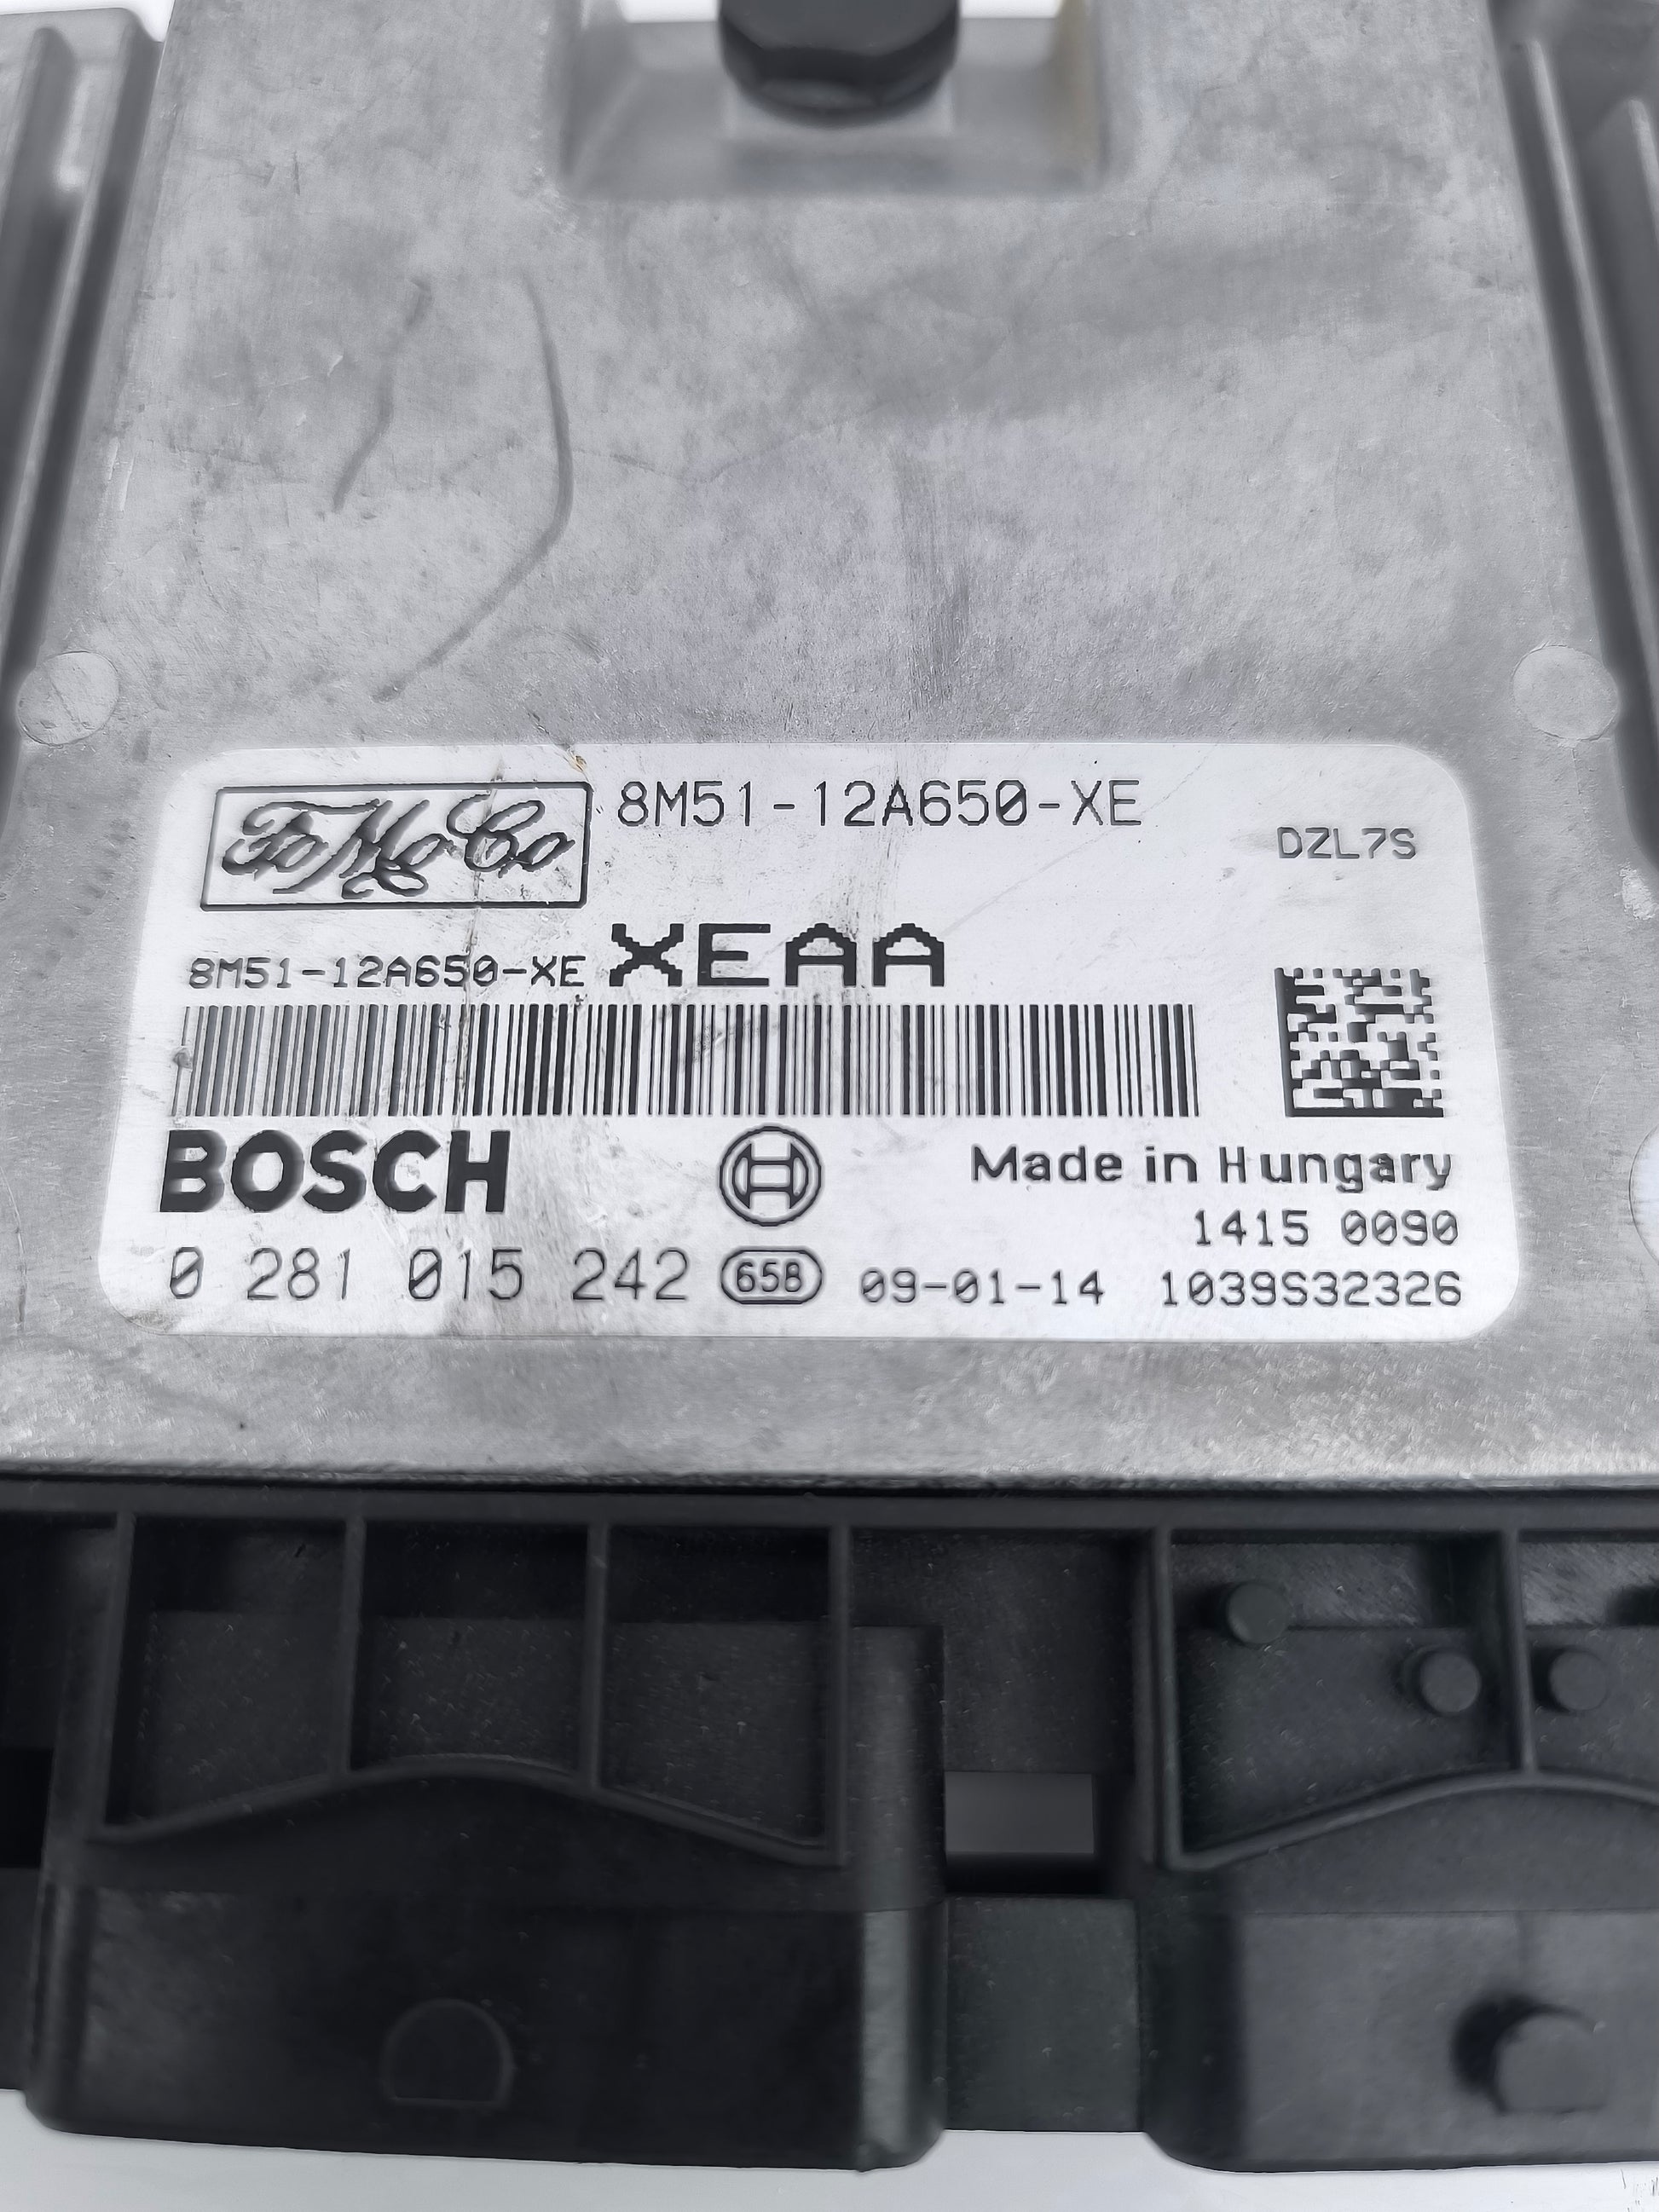 FoMoCo 8M51-12A650-XE
DZL7S
8M51-12A650-XE XEAA
BOSCH Made in Hungary
1415 0090
0 281 015 242 65B 09-01-14 1039S32326